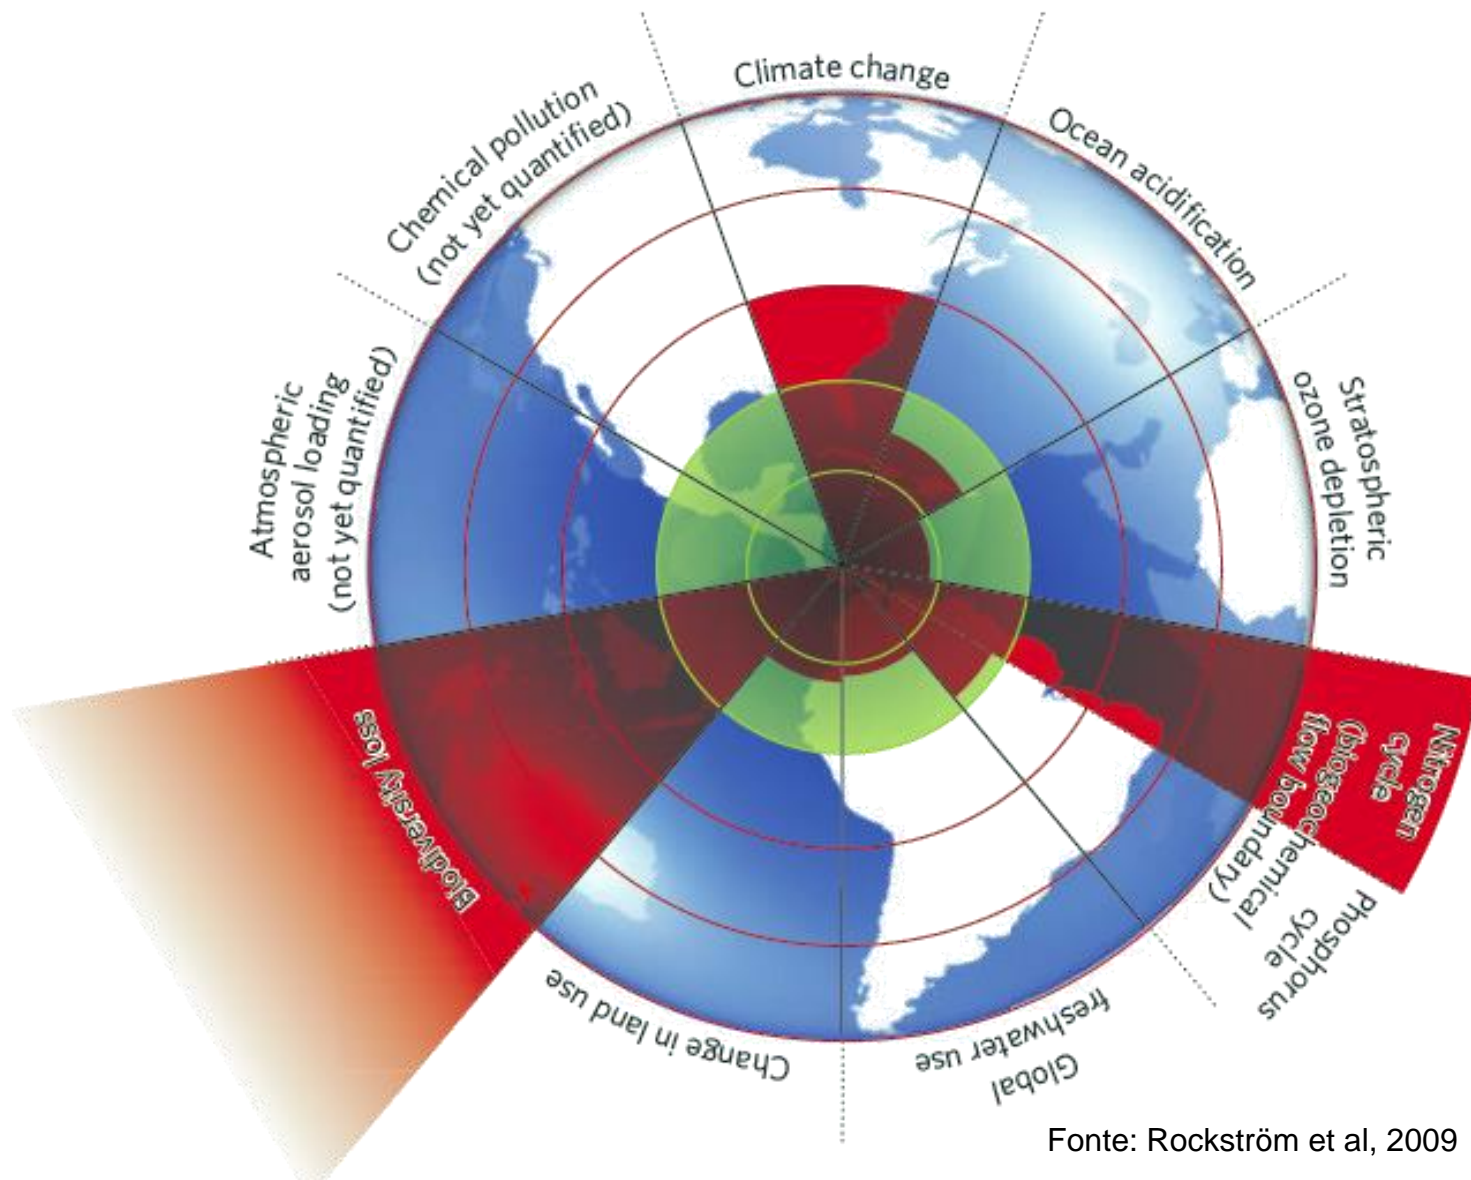 Climate change
Ocean acidification
Stratospheric
ozone depletion
Nitrogen
cycle
(biogeochemical
flow boundary)
Phosphorus
cycle
Global
freshwater use
Change in land use
Biodiversity loss
Atmospheric
aerosol loading
(not yet quantified)
Chemical pollution
(not yet quantified)
Fonte: Rockström et al, 2009